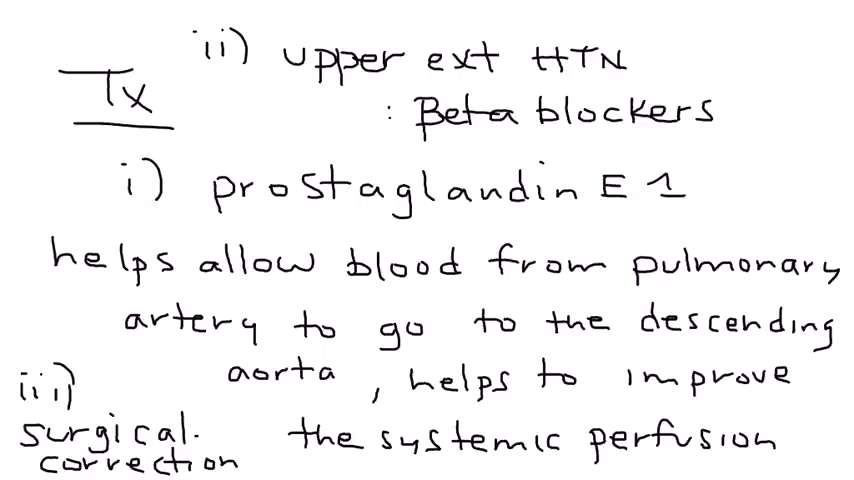 Tx
ii) upper ext HTN
: Beta blockers
i) prostaglandin E 1
helps allow blood from pulmonary
artery to go to the descending
aorta, helps to improve
the systemic perfusion
iii)
surgical.
correction